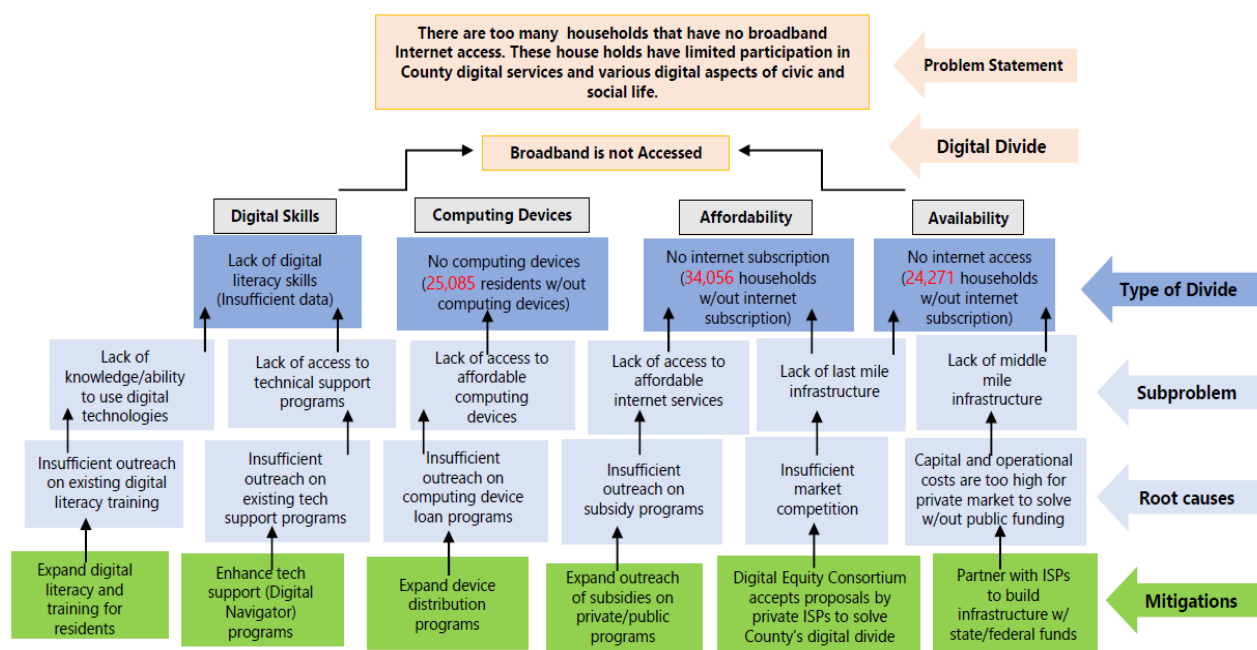 There are too many households that have no broadband
Internet access. These house holds have limited participation in
County digital services and various digital aspects of civic and
social life.
Problem Statement
Broadband is not Accessed
Digital Divide
Digital Skills
Computing Devices
Affordability
Availability
Lack of digital
literacy skills
(Insufficient data)
No computing devices
(25,085 residents w/out
computing devices)
No internet subscription
(34,056 households
w/out internet
subscription)
No internet access
(24,271 households
w/out internet
subscription)
Type of Divide
Lack of
knowledge/ability
to use digital
technologies
Lack of access to
technical support
programs
Lack of access to
affordable
computing
devices
Lack of access to
affordable
internet services
Lack of last mile
infrastructure
Lack of middle
mile
infrastructure
Subproblem
Insufficient outreach
on existing digital
literacy training
Insufficient
outreach on
existing tech
support programs
Insufficient
outreach on
computing device
loan programs
Insufficient
outreach on
subsidy programs
Insufficient
market
competition
Capital and operational
costs are too high for
private market to solve
w/out public funding
Root causes
Expand digital
literacy and
training for
residents
Enhance tech
support (Digital
Navigator)
programs
Expand device
distribution
programs
Expand outreach
of subsidies on
private/public
programs
Digital Equity Consortium
accepts proposals by
private ISPs to solve
County's digital divide
Partner with ISPs
to build
infrastructure w/
state/federal funds
Mitigations